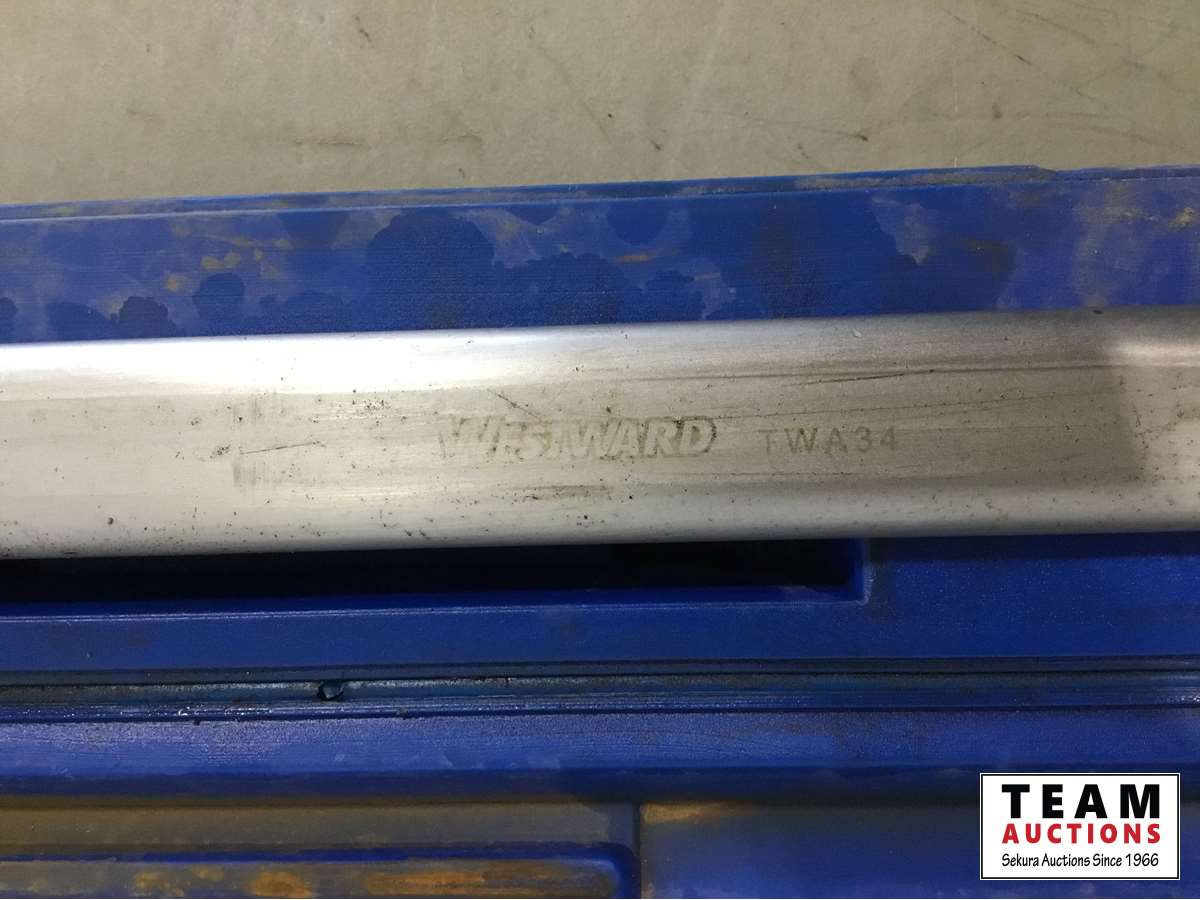 WESTWARD TWA34
TEAM
AUCTIONS
Sekura Auctions Since 1966